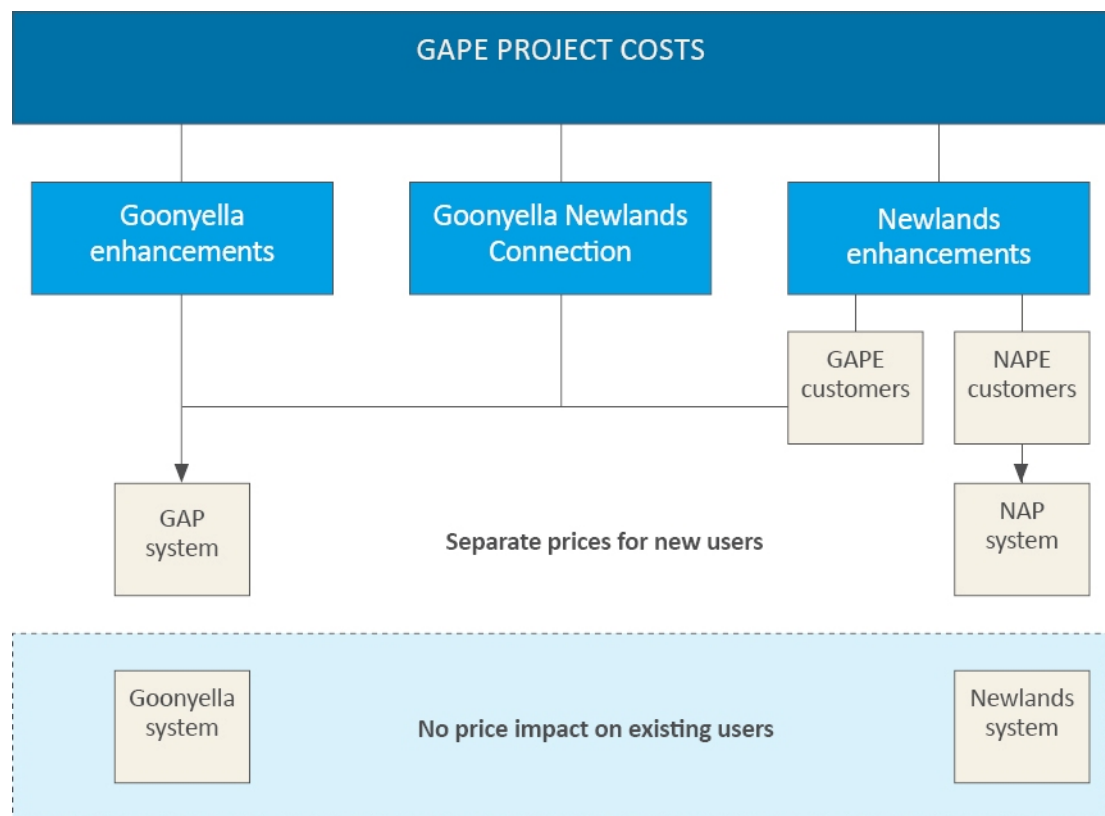 GAPE PROJECT COSTS
Goonyella
enhancements
Goonyella Newlands
Connection
Newlands
enhancements
GAPE
customers
NAPE
customers
GAP
system
Separate prices for new users
NAP
system
Goonyella
system
No price impact on existing users
Newlands
system